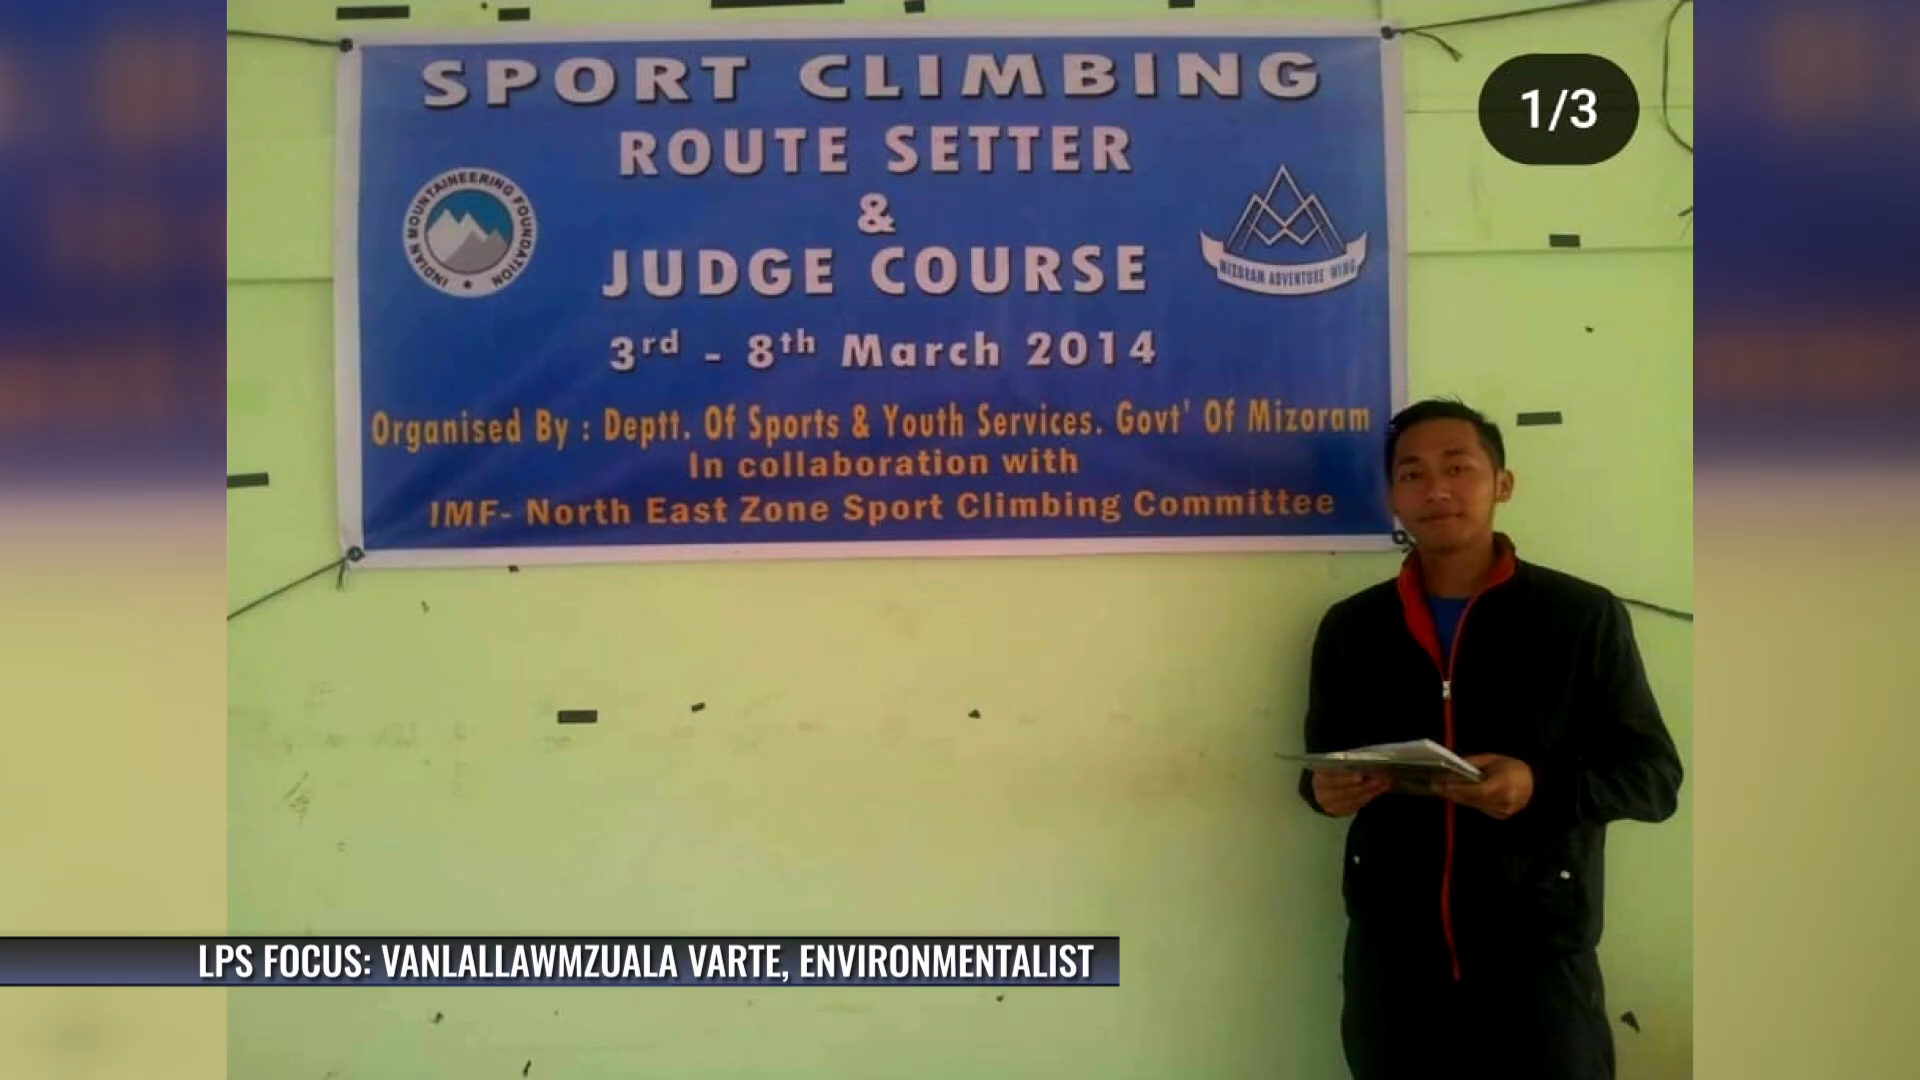 SPORT CLIMBING
ROUTE SETTER
&
JUDGE COURSE
3rd - 8th March 2014
Organised By : Deptt. Of Sports & Youth Services. Govt' Of Mizoram
In collaboration with
IMF- North East Zone Sport Climbing Committee
INDIAN MOUNTAINEERING FOUNDATION
MIZORAM ADVENTURE WING
1/3
LPS FOCUS: VANLALLAWMZUALA VARTE, ENVIRONMENTALIST